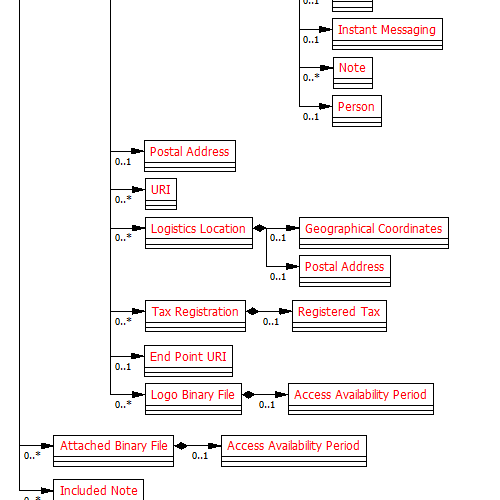 0..1
Instant Messaging
0..1
Note
0..*
Person
0..1
Postal Address
0..1
URI
0..*
Logistics Location
0..*
Geographical Coordinates
0..1
Postal Address
0..1
Tax Registration
0..*
Registered Tax
0..1
End Point URI
0..1
Logo Binary File
0..*
Access Availability Period
0..1
Attached Binary File
0..*
Access Availability Period
0..1
Included Note
0..*